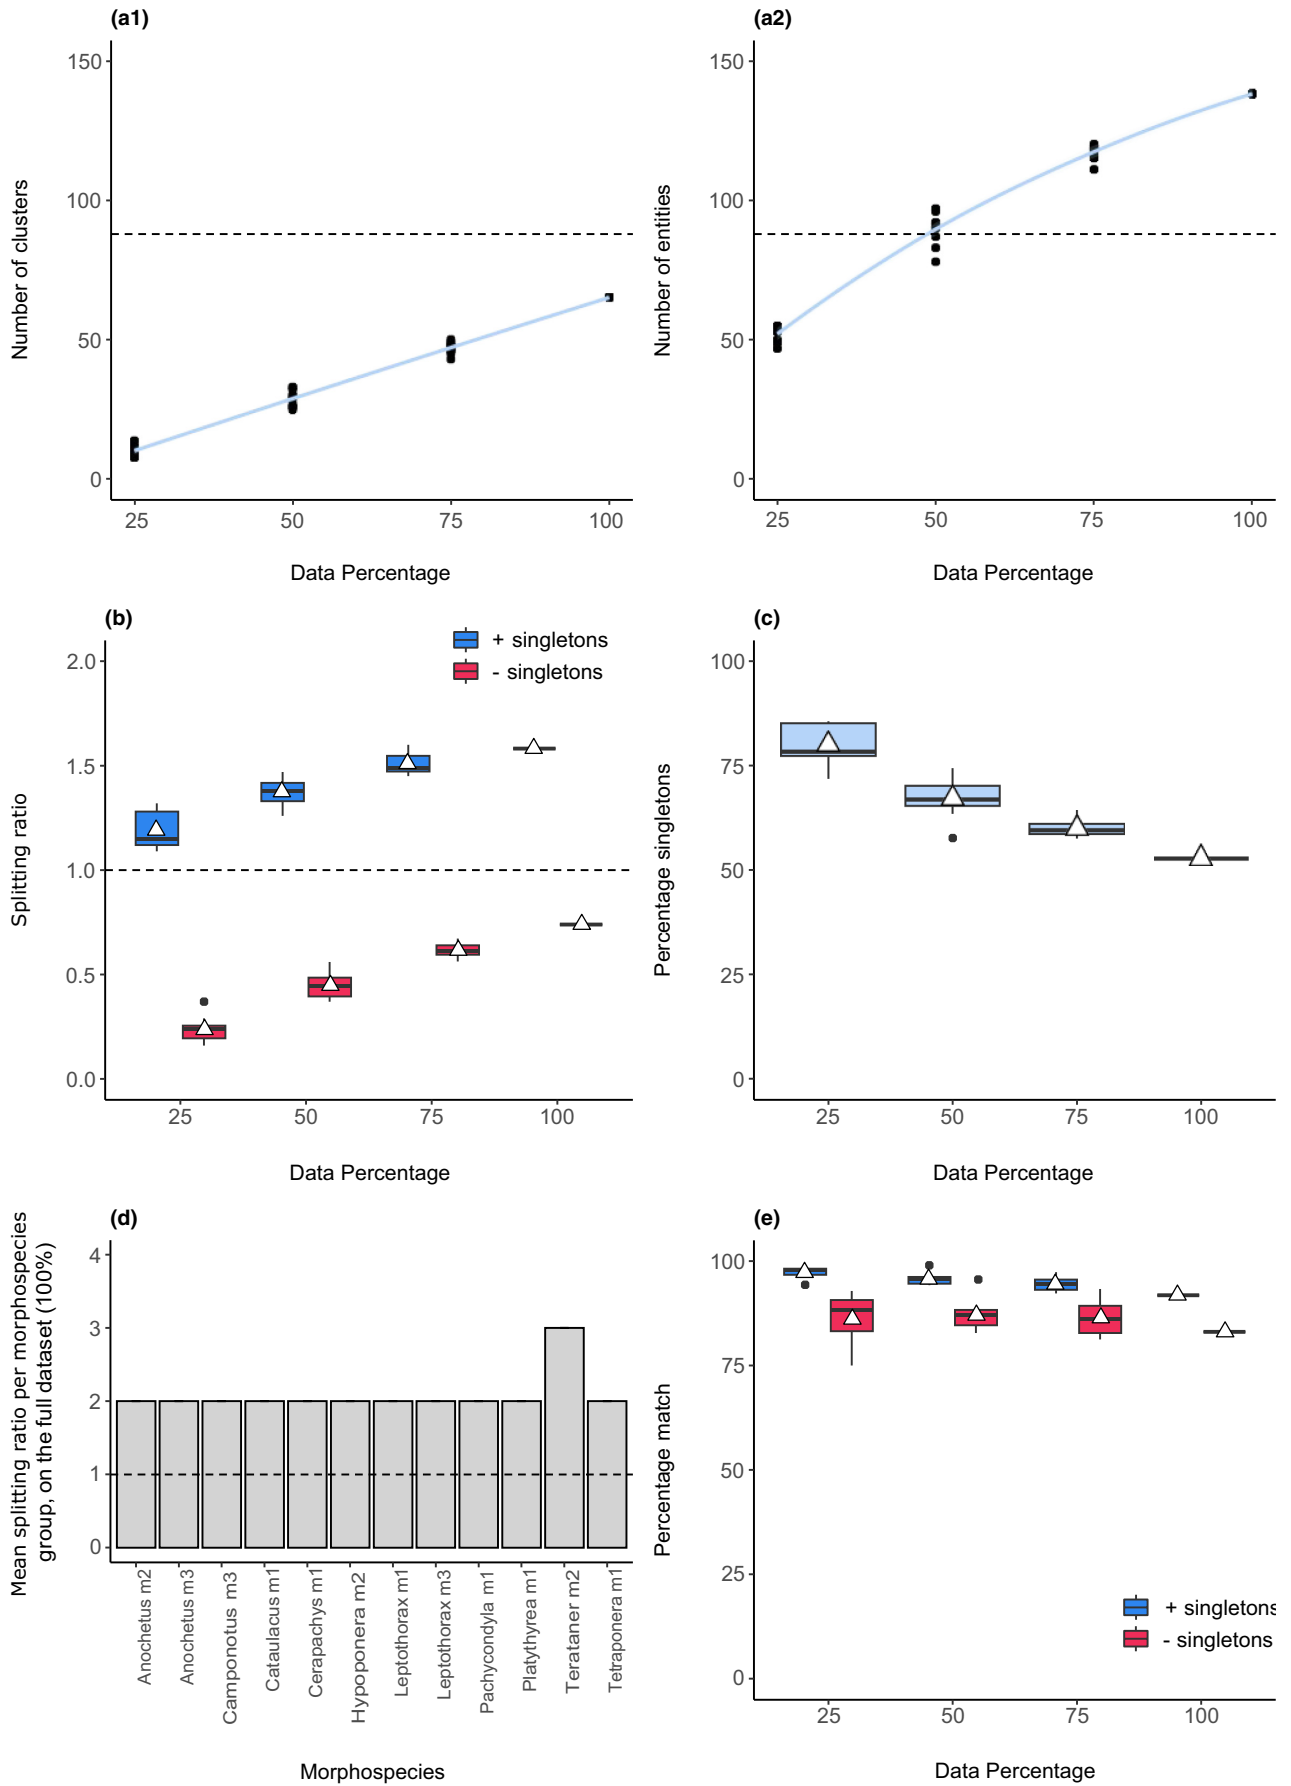 (a1)
150
100
50
0
25 50 75 100
Number of clusters
Data Percentage
(a2)
150
100
50
0
25 50 75 100
Number of entities
Data Percentage
(b)
+ singletons
- singletons
2.0
1.5
1.0
0.5
0.0
25 50 75 100
Splitting ratio
Data Percentage
(c)
100
75
50
25
0
25 50 75 100
Percentage singletons
Data Percentage
(d)
4
3
2
1
0
Mean splitting ratio per morphospecies
group, on the full dataset (100%)
Anochetus m2
Anochetus m3
Camponotus m3
Cataulacus m1
Cerapachys m1
Hypoponera m2
Leptothorax m1
Leptothorax m3
Pachycondyla m1
Platythyrea m1
Terataner m2
Tetraponera m1
Morphospecies
(e)
100
75
50
25
0
25 50 75 100
Percentage match
+ singletons
- singletons
Data Percentage